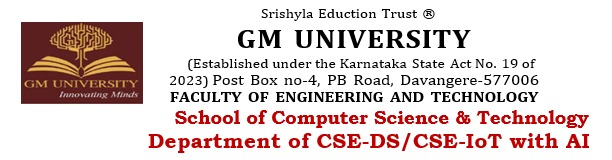 Srishyla Eduction Trust ®
GM UNIVERSITY
(Established under the Karnataka State Act No. 19 of
2023) Post Box no-4, PB Road, Davangere-577006
FACULTY OF ENGINEERING AND TECHNOLOGY
School of Computer Science & Technology
Department of CSE-DS/CSE-IoT with AI
GM UNIVERSITY
Innovating Minds